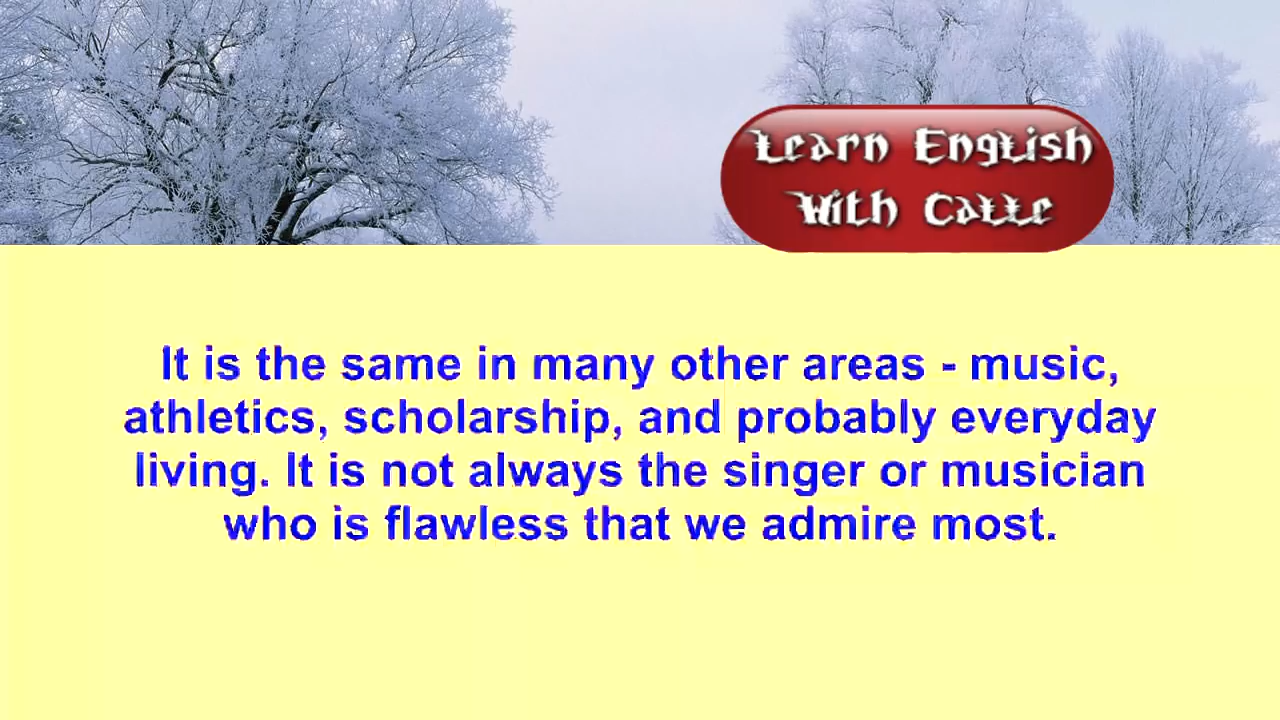 Learn English
With Catte
It is the same in many other areas - music,
athletics, scholarship, and probably everyday
living. It is not always the singer or musician
who is flawless that we admire most.